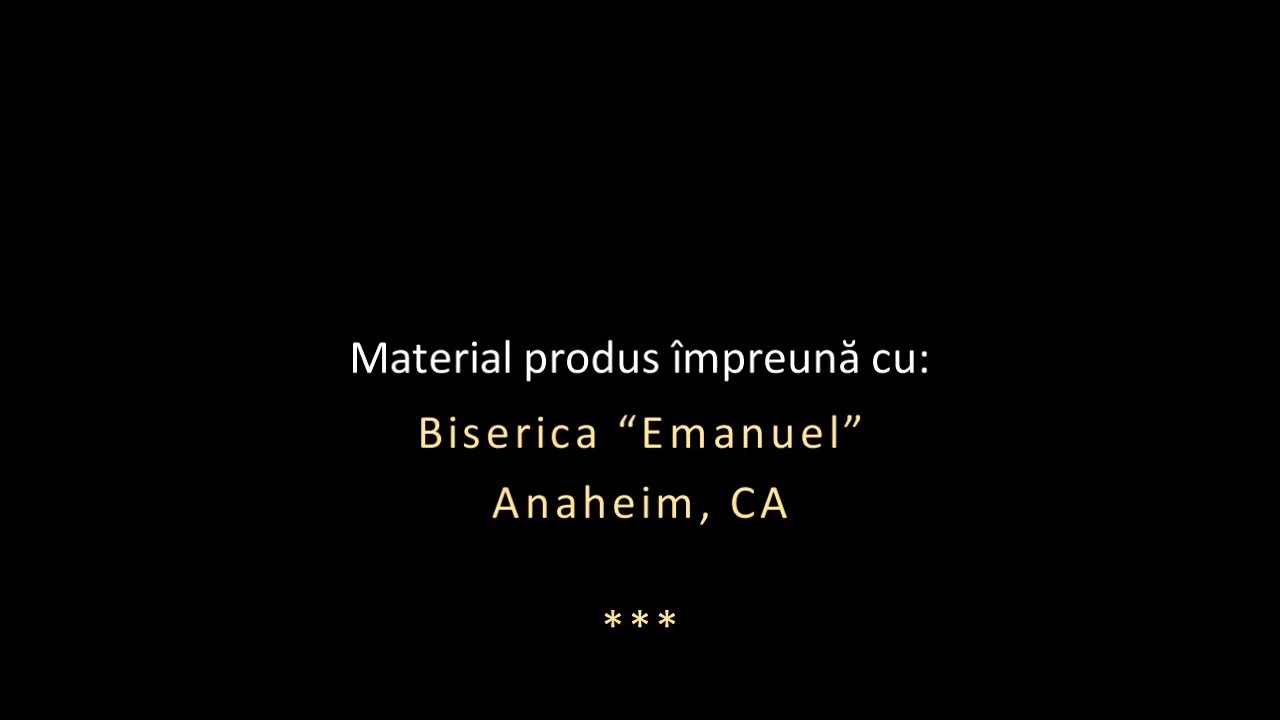 Material produs împreună cu:
Biserica “Emanuel”
Anaheim, CA
***